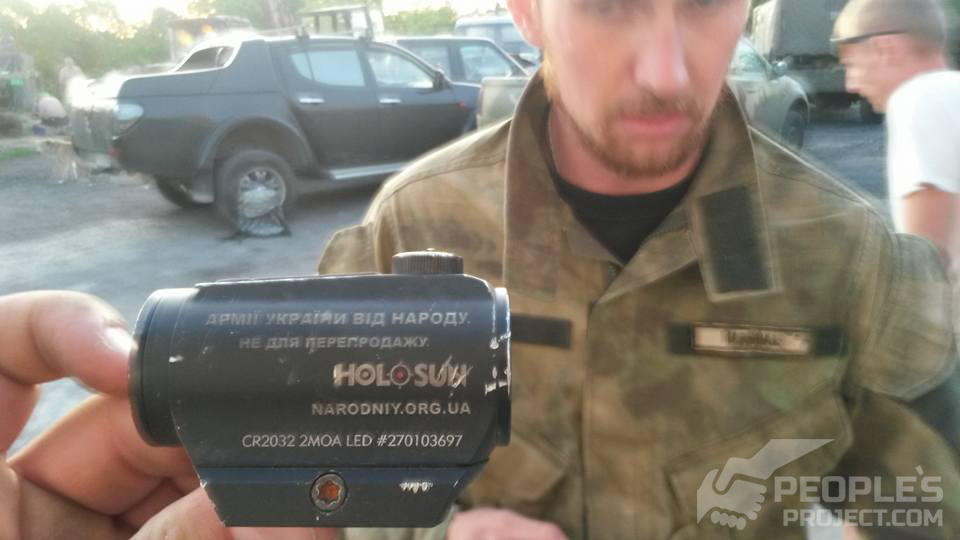 АРМІЇ УКРАЇНИ ВІД НАРОДУ.
НЕ ДЛЯ ПЕРЕПРОДАЖУ.
HOLOSUN
NARODNIY.ORG.UA
CR2032 2MOA LED #270103697
PEOPLE'S
PROJECT.COM